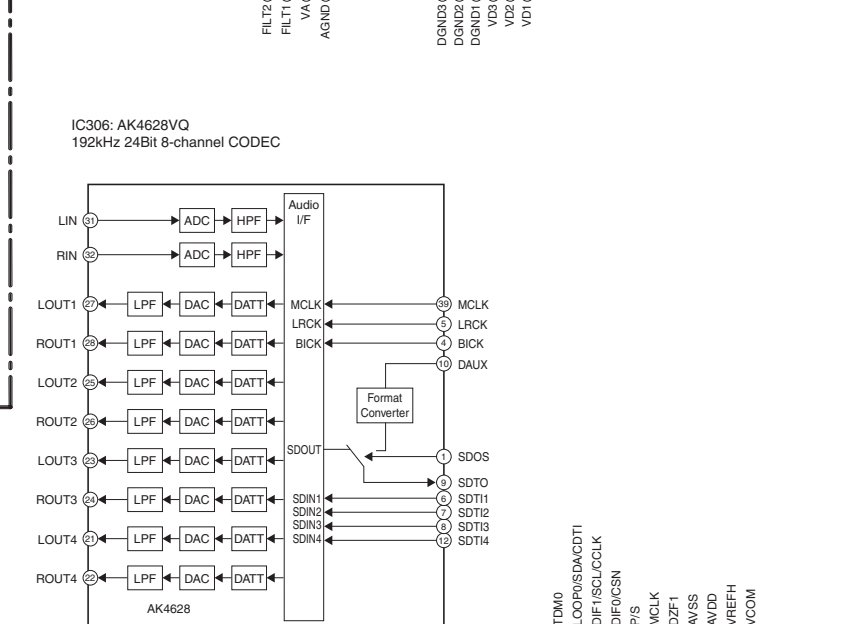 FILT2
FILT1
VA
AGND
DGND3
DGND2
DGND1
VD3
VD2
VD1
IC306: AK4628VQ
192kHz 24Bit 8-channel CODEC
Audio
I/F
LIN 31 ADC HPF
RIN 32 ADC HPF
LOUT1 27 LPF DAC DATT MCLK 39 MCLK
LRCK 5 LRCK
ROUT1 28 LPF DAC DATT BICK 4 BICK
10 DAUX
LOUT2 25 LPF DAC DATT
Format
Converter
ROUT2 26 LPF DAC DATT
SDOUT
LOUT3 23 LPF DAC DATT 1 SDOS
9 SDTO
ROUT3 24 LPF DAC DATT SDIN1 6 SDTI1
SDIN2 7 SDTI2
SDIN3 8 SDTI3
LOUT4 21 LPF DAC DATT SDIN4 12 SDTI4
ROUT4 22 LPF DAC DATT
AK4628
TDM0
LOOP0/SDA/CDTI
DIF1/SCL/CCLK
DIF0/CSN
P/S
MCLK
DZF1
AVSS
AVDD
VREFH
VCOM